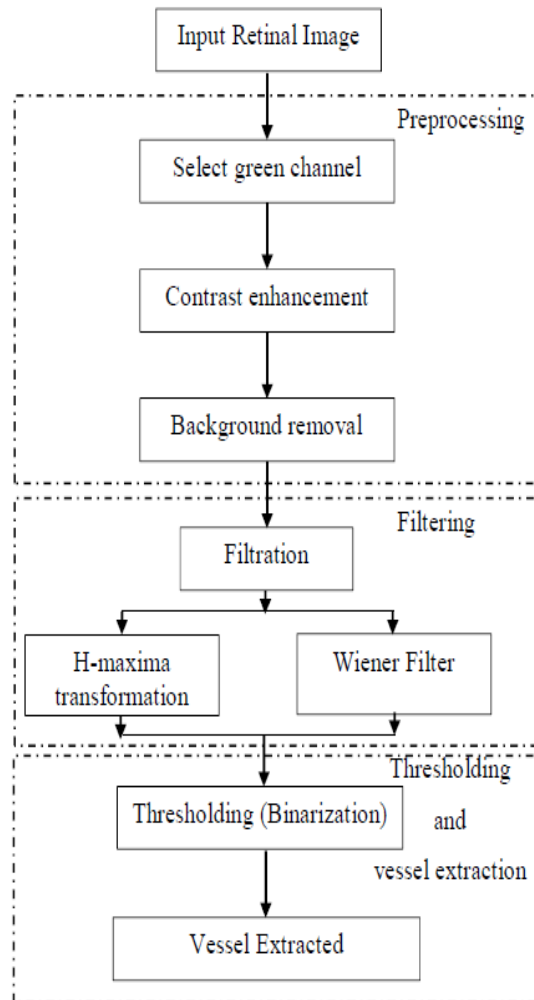 Input Retinal Image
Preprocessing
Select green channel
Contrast enhancement
Background removal
Filtering
Filtration
H-maxima
transformation
Wiener Filter
Thresholding
Thresholding (Binarization)
and
vessel extraction
Vessel Extracted